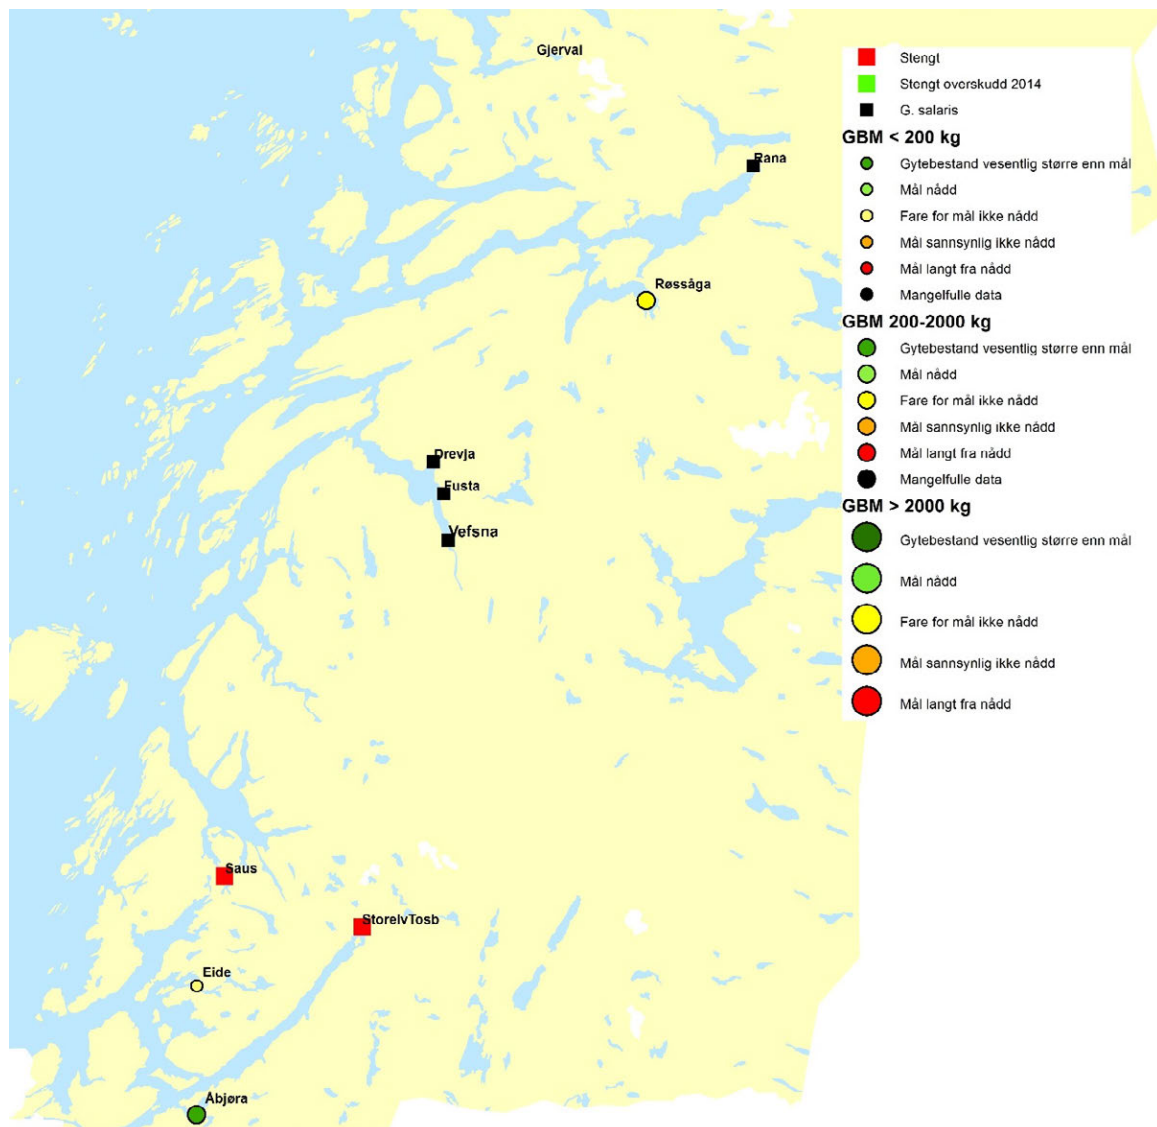 Gjerval
Rana
Røssåga
Drevja
Fusta
Vefsna
Saus
StorelvTosb
Eide
Åbjøra
Stengt
Stengt overskudd 2014
G. salaris
GBM < 200 kg
Gytebestand vesentlig større enn mål
Mål nådd
Fare for mål ikke nådd
Mål sannsynlig ikke nådd
Mål langt fra nådd
Mangelfulle data
GBM 200-2000 kg
Gytebestand vesentlig større enn mål
Mål nådd
Fare for mål ikke nådd
Mål sannsynlig ikke nådd
Mål langt fra nådd
Mangelfulle data
GBM > 2000 kg
Gytebestand vesentlig større enn mål
Mål nådd
Fare for mål ikke nådd
Mål sannsynlig ikke nådd
Mål langt fra nådd